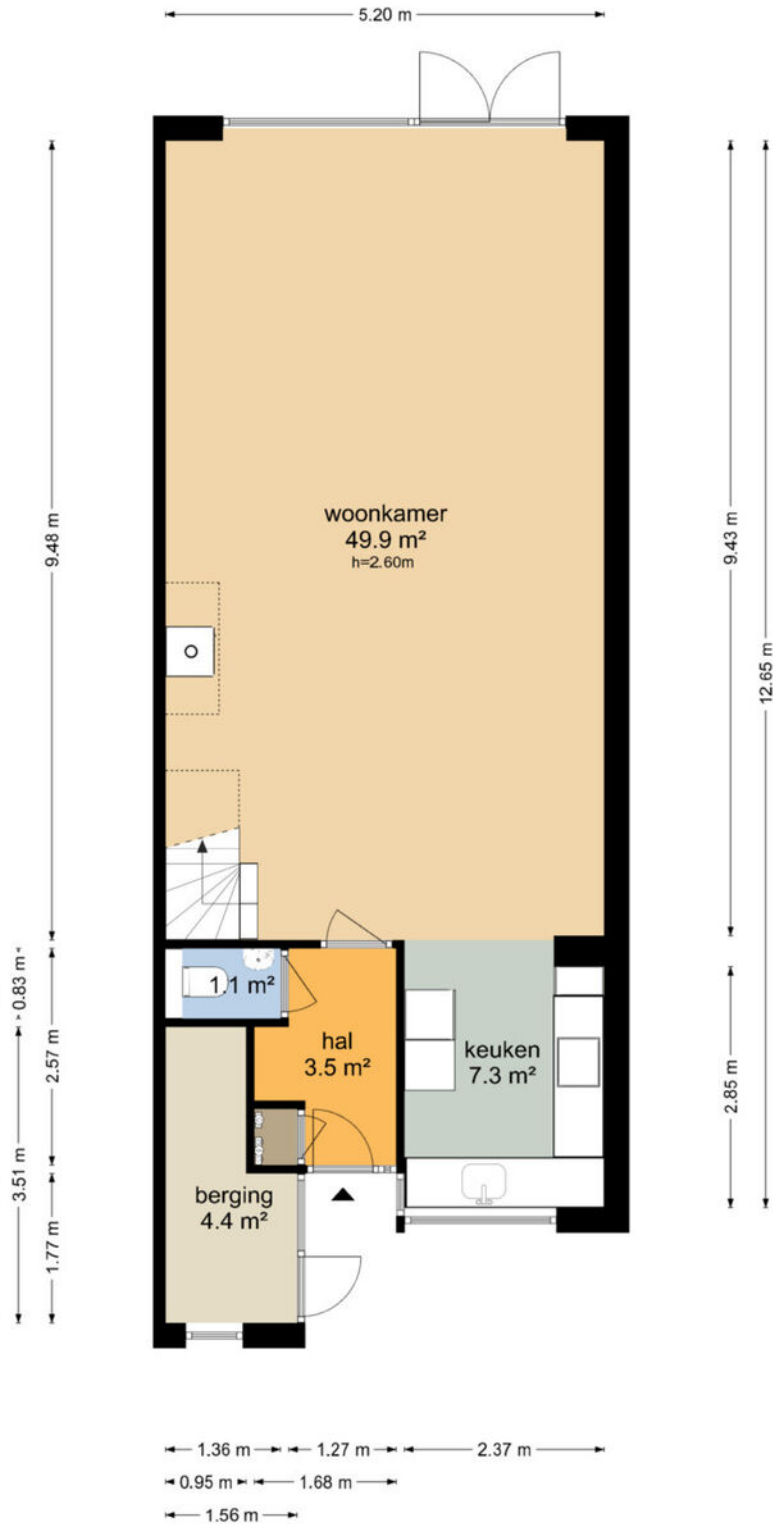 5.20 m
9.48 m
9.43 m
12.65 m
woonkamer
49.9 m²
h=2.60m
0.83 m
2.57 m
1.1 m²
hal
3.5 m²
keuken
7.3 m²
2.85 m
3.51 m
1.77 m
berging
4.4 m²
1.36 m
1.27 m
2.37 m
0.95 m
1.68 m
1.56 m